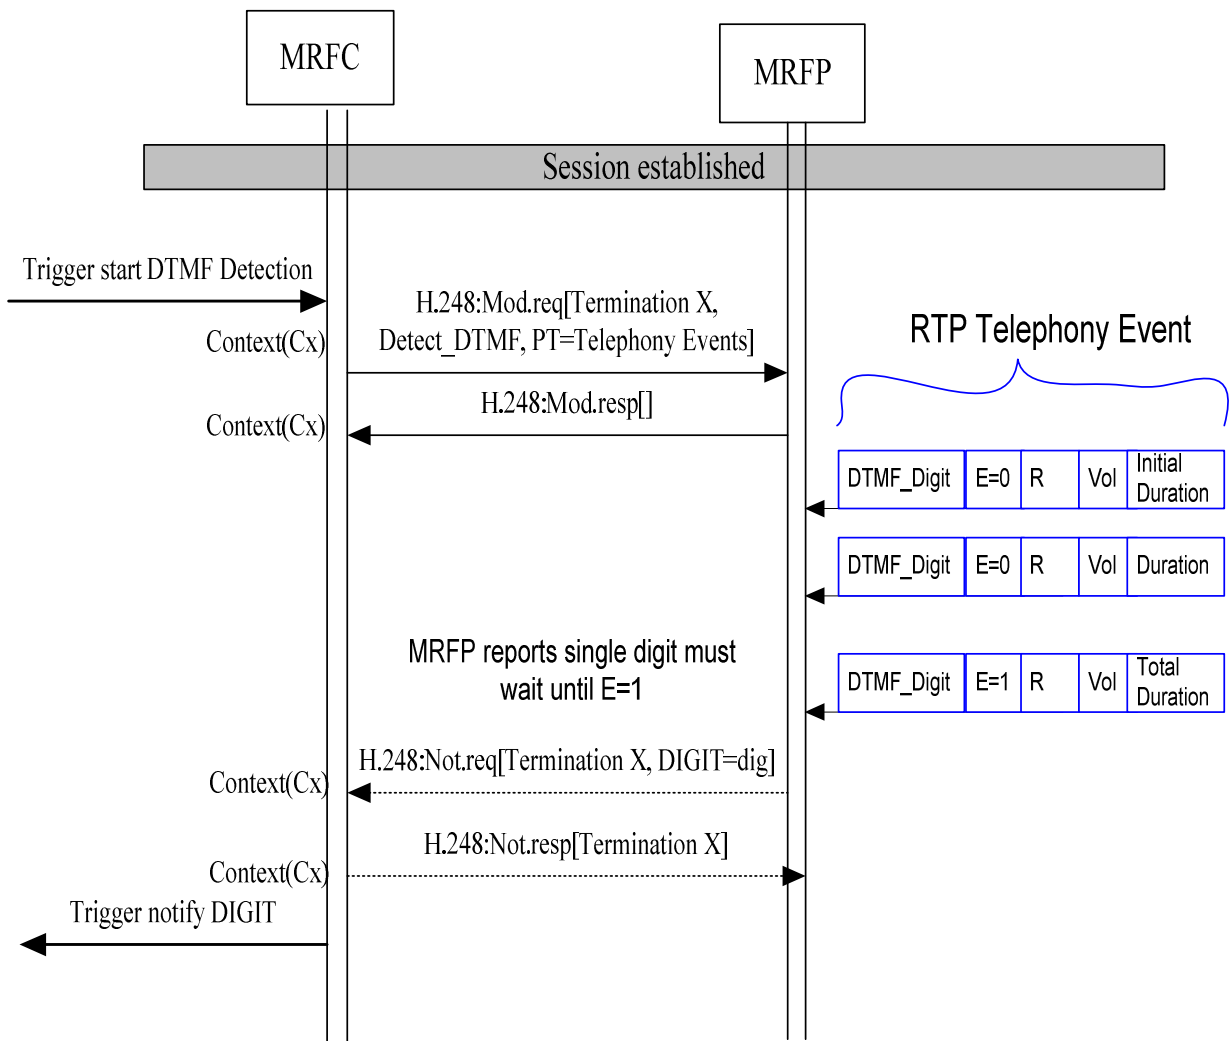 MRFC
MRFP
Session established
Trigger start DTMF Detection
H.248:Mod.req[Termination X,
Context(Cx)
Detect_DTMF, PT=Telephony Events]
RTP Telephony Event
H.248:Mod.resp[]
Context(Cx)
DTMF_Digit E=0 R Vol Initial
Duration
DTMF_Digit E=0 R Vol Duration
MRFP reports single digit must
wait until E=1
DTMF_Digit E=1 R Vol Total
Duration
H.248:Not.req[Termination X, DIGIT=dig]
Context(Cx)
H.248:Not.resp[Termination X]
Context(Cx)
Trigger notify DIGIT